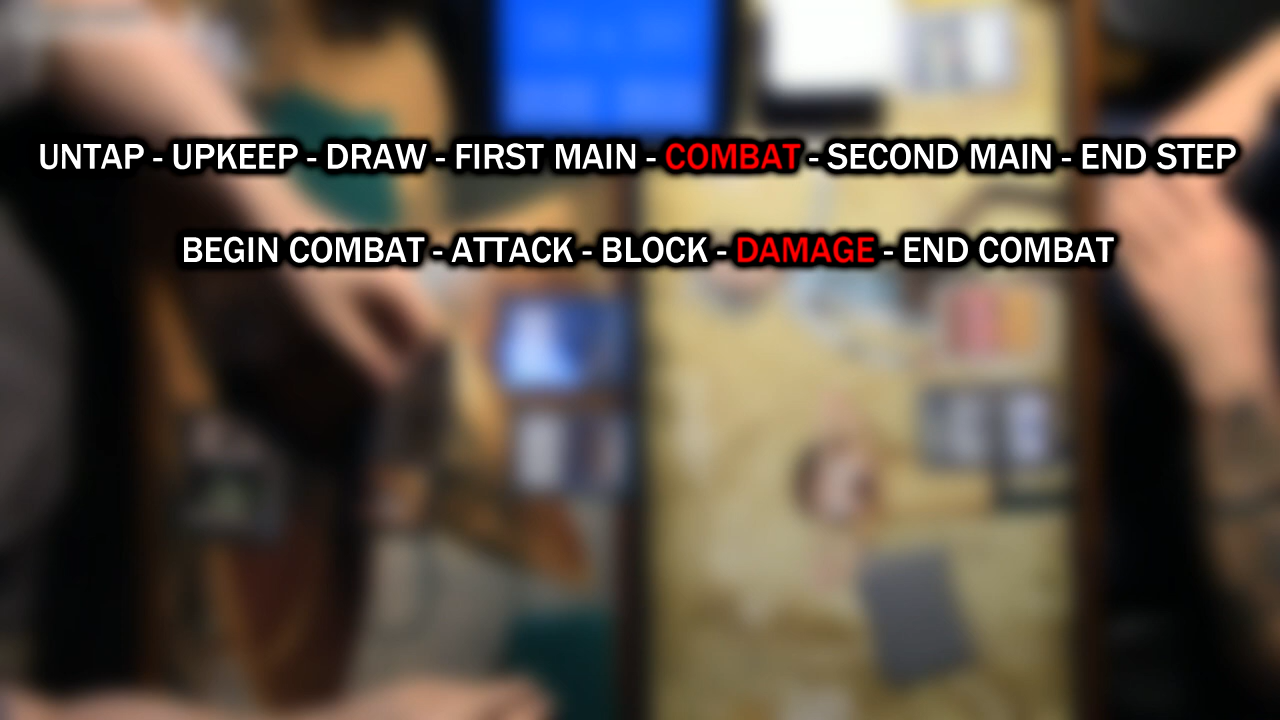 UNTAP - UPKEEP - DRAW - FIRST MAIN - COMBAT - SECOND MAIN - END STEP
BEGIN COMBAT - ATTACK - BLOCK - DAMAGE - END COMBAT